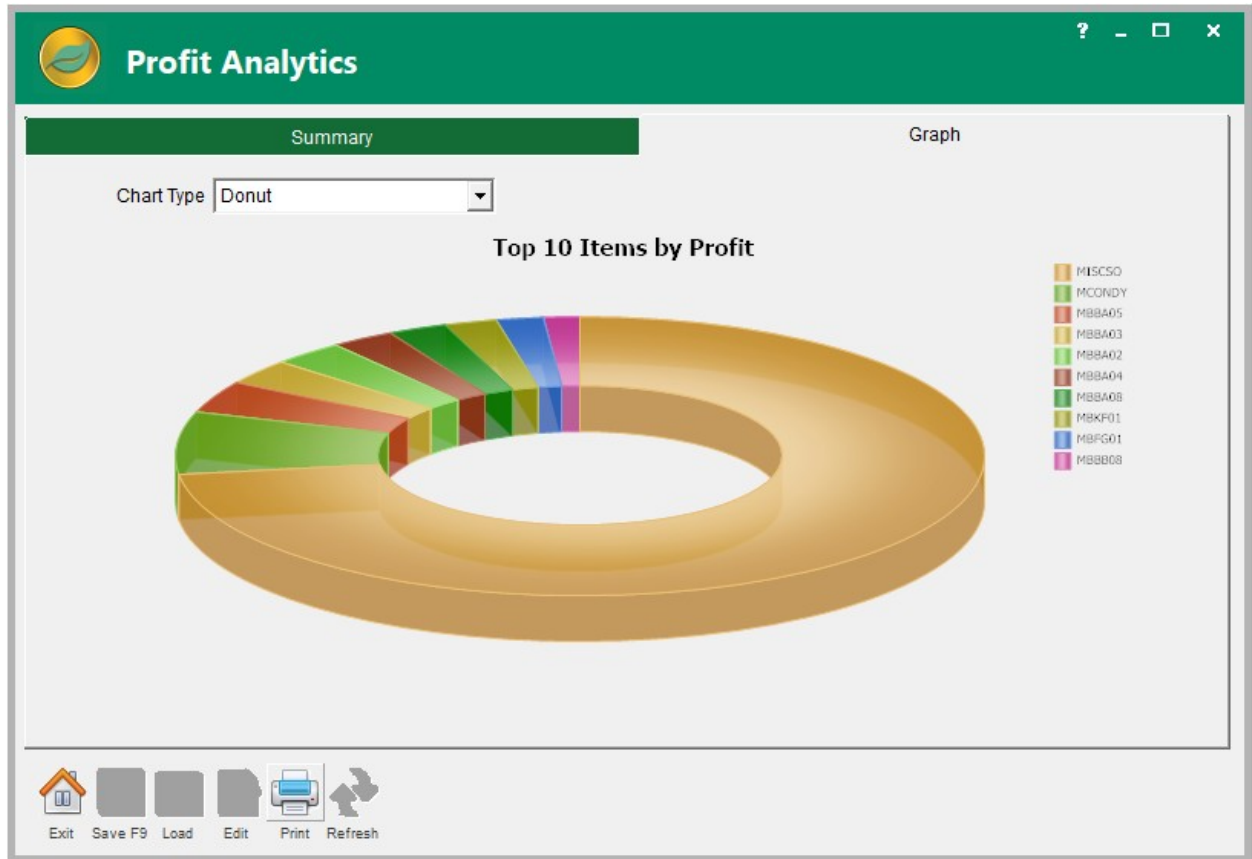 ? – □ ×
Profit Analytics
Summary Graph
Chart Type Donut
Top 10 Items by Profit
MISCSO
MCONDY
MBBA05
MBBA03
MBBA02
MBBA04
MBBA08
MBKF01
MBFG01
MBBB08
Exit Save F9 Load Edit Print Refresh